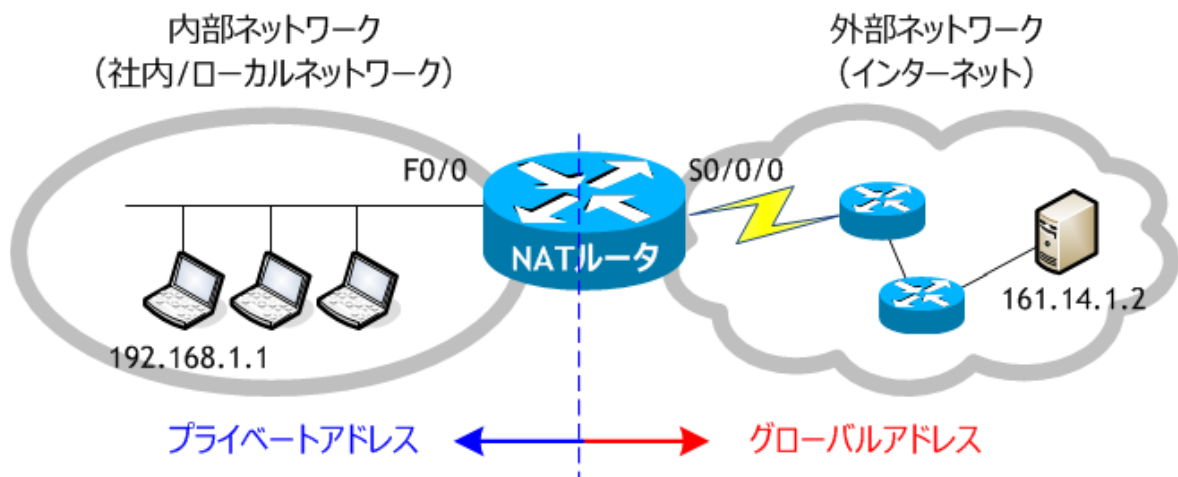 内部ネットワーク
（社内/ローカルネットワーク）
外部ネットワーク
（インターネット）
F0/0
S0/0/0
NATルータ
192.168.1.1
161.14.1.2
プライベートアドレス
グローバルアドレス